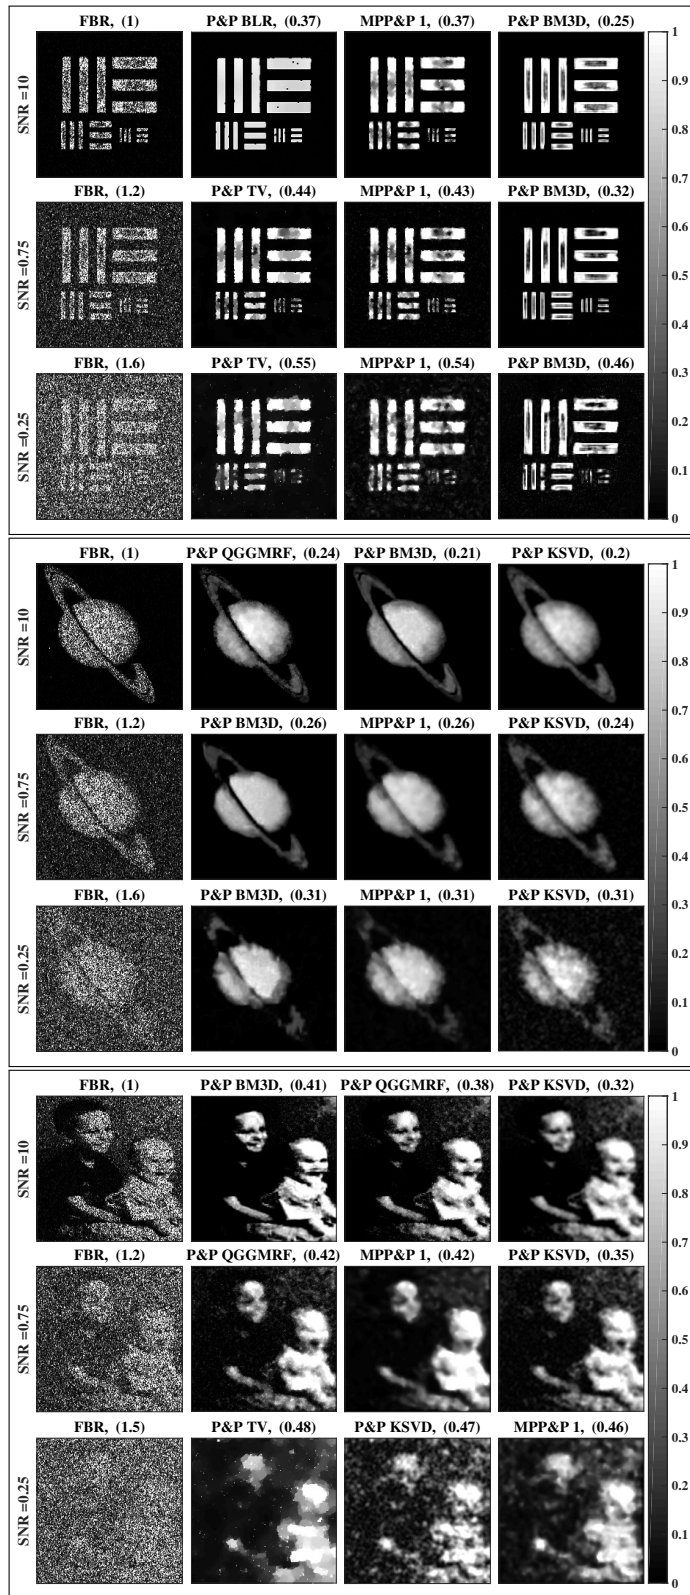 FBR, (1) P&P BLR, (0.37) MPP&P 1, (0.37) P&P BM3D, (0.25)
SNR =10
FBR, (1.2) P&P TV, (0.44) MPP&P 1, (0.43) P&P BM3D, (0.32)
SNR =0.75
FBR, (1.6) P&P TV, (0.55) MPP&P 1, (0.54) P&P BM3D, (0.46)
SNR =0.25
1
0.9
0.8
0.7
0.6
0.5
0.4
0.3
0.2
0.1
0
FBR, (1) P&P QGGMRF, (0.24) P&P BM3D, (0.21) P&P KSVD, (0.2)
SNR =10
FBR, (1.2) P&P BM3D, (0.26) MPP&P 1, (0.26) P&P KSVD, (0.24)
SNR =0.75
FBR, (1.6) P&P BM3D, (0.31) MPP&P 1, (0.31) P&P KSVD, (0.31)
SNR =0.25
1
0.9
0.8
0.7
0.6
0.5
0.4
0.3
0.2
0.1
0
FBR, (1) P&P BM3D, (0.41) P&P QGGMRF, (0.38) P&P KSVD, (0.32)
SNR =10
FBR, (1.2) P&P QGGMRF, (0.42) MPP&P 1, (0.42) P&P KSVD, (0.35)
SNR =0.75
FBR, (1.5) P&P TV, (0.48) P&P KSVD, (0.47) MPP&P 1, (0.46)
SNR =0.25
1
0.9
0.8
0.7
0.6
0.5
0.4
0.3
0.2
0.1
0